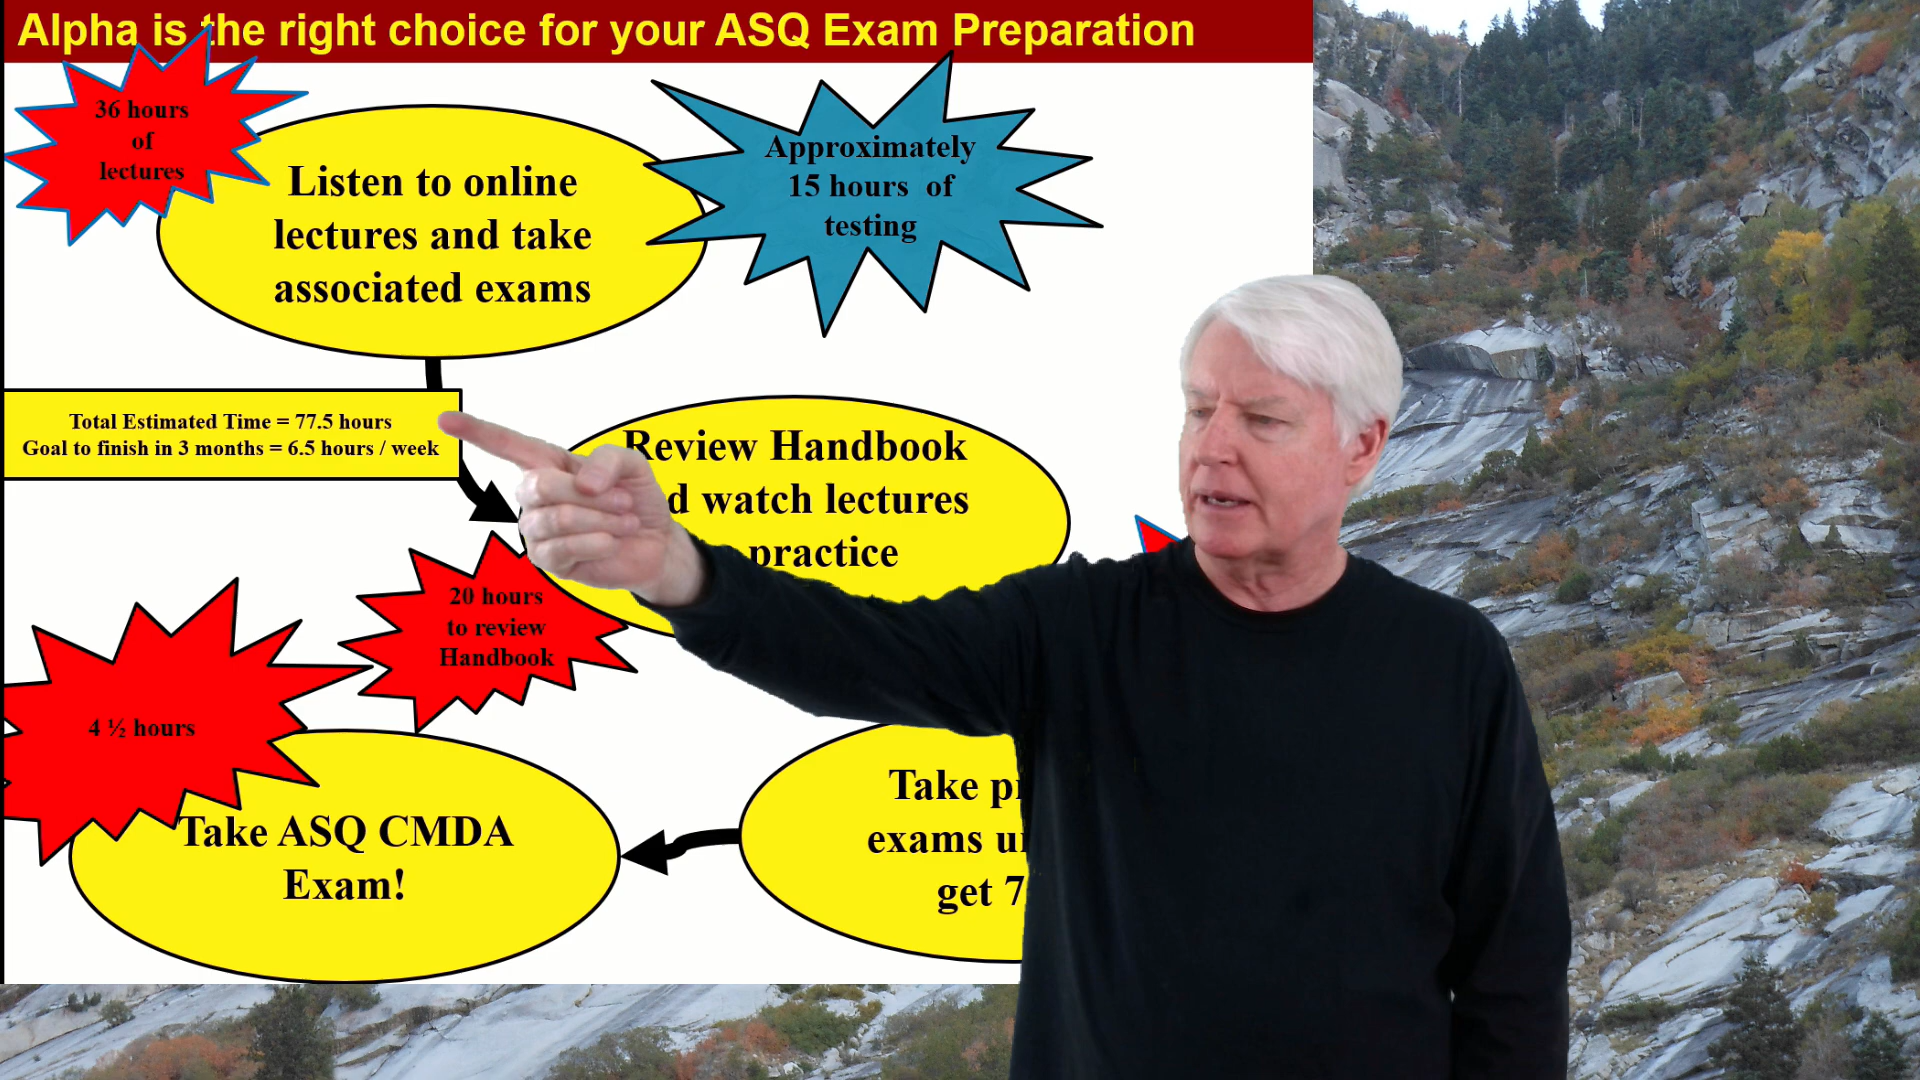 Alpha is the right choice for your ASQ Exam Preparation
36 hours
of
lectures
Listen to online
lectures and take
associated exams
Approximately
15 hours of
testing
Total Estimated Time = 77.5 hours
Goal to finish in 3 months = 6.5 hours / week
Review Handbook
watch lectures
practice
20 hours
to review
Handbook
4 ½ hours
Take ASQ CMDA
Exam!
Take
exams
get